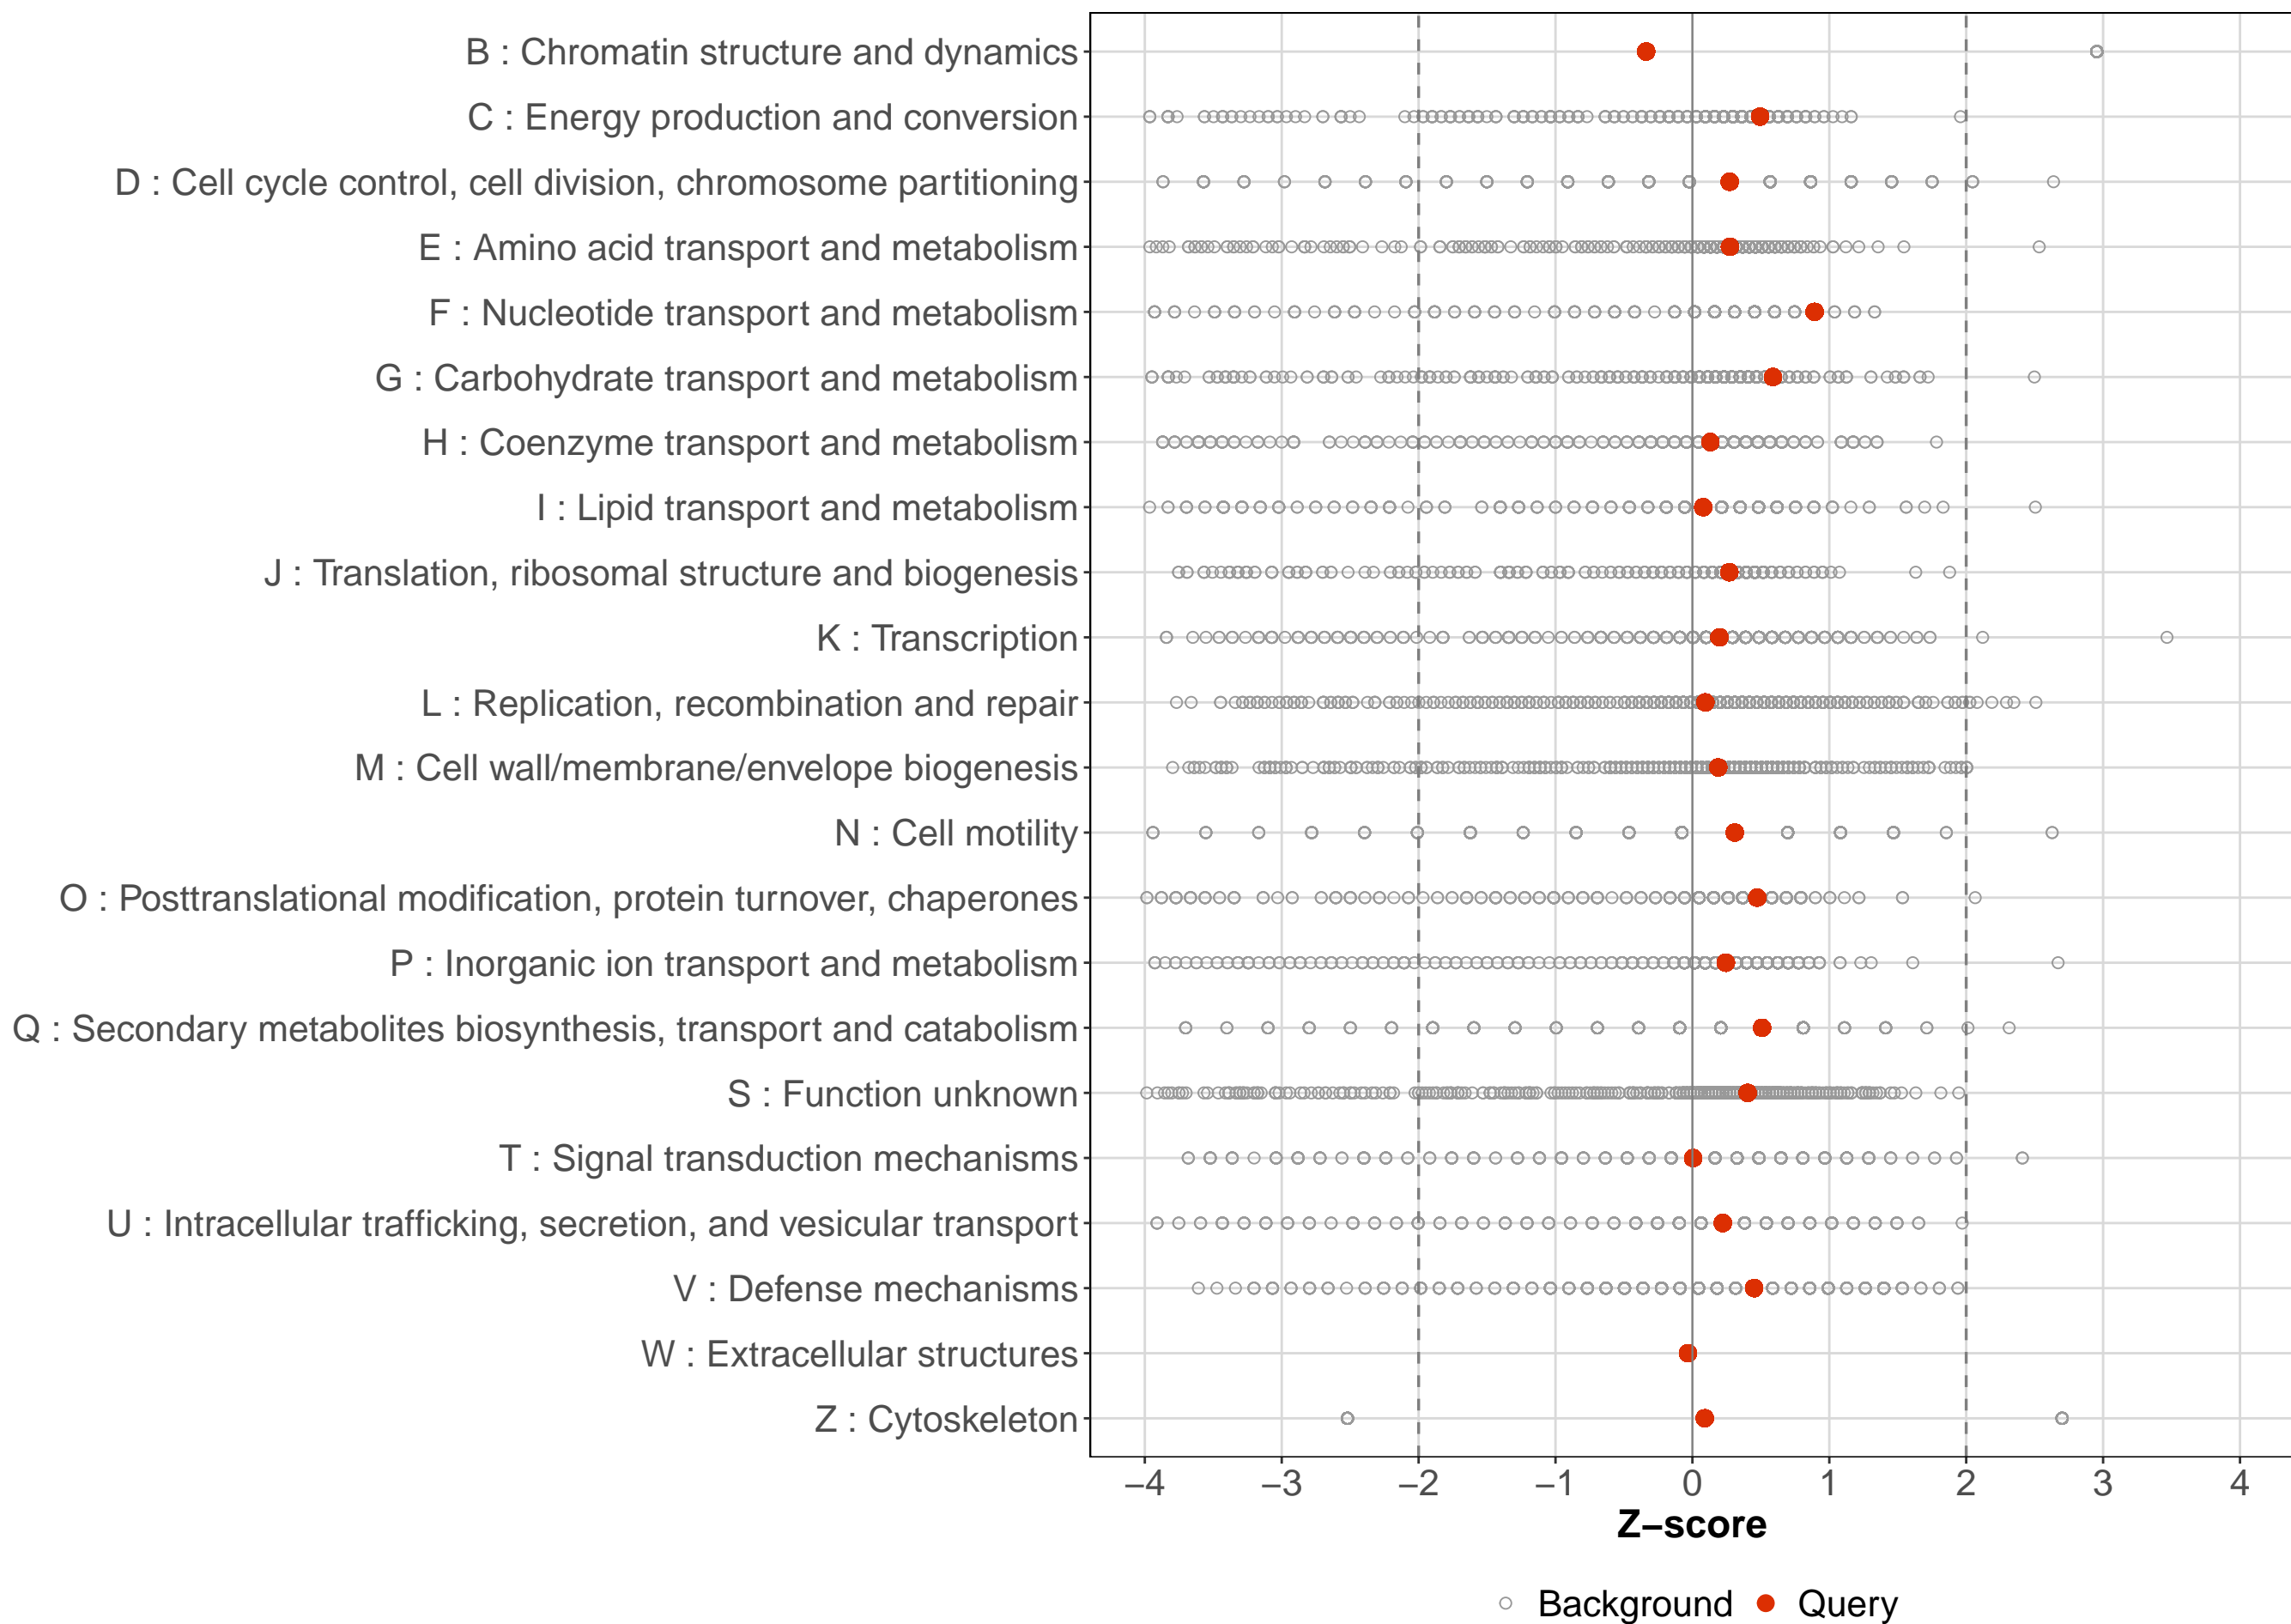 B : Chromatin structure and dynamics
C : Energy production and conversion
D : Cell cycle control, cell division, chromosome partitioning
E : Amino acid transport and metabolism
F : Nucleotide transport and metabolism
G : Carbohydrate transport and metabolism
H : Coenzyme transport and metabolism
I : Lipid transport and metabolism
J : Translation, ribosomal structure and biogenesis
K : Transcription
L : Replication, recombination and repair
M : Cell wall/membrane/envelope biogenesis
N : Cell motility
O : Posttranslational modification, protein turnover, chaperones
P : Inorganic ion transport and metabolism
Q : Secondary metabolites biosynthesis, transport and catabolism
S : Function unknown
T : Signal transduction mechanisms
U : Intracellular trafficking, secretion, and vesicular transport
V : Defense mechanisms
W : Extracellular structures
Z : Cytoskeleton
−4 −3 −2 −1 0 1 2 3 4
Z−score
Background Query